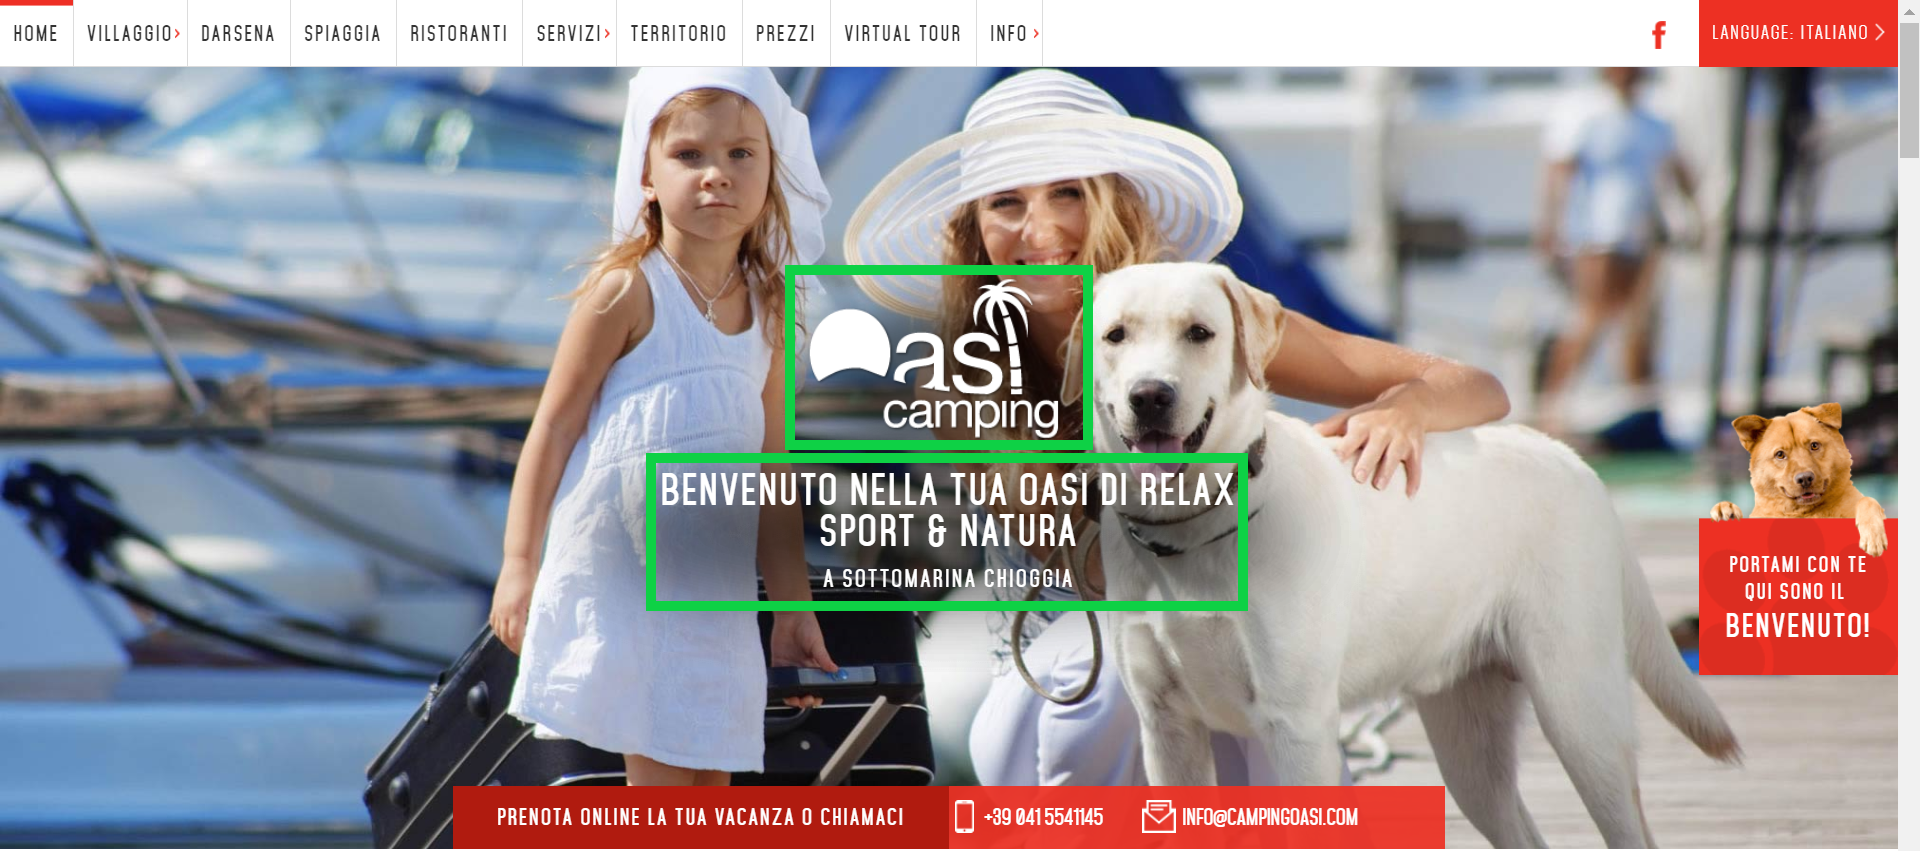 HOME
VILLAGGIO
DARSENA
SPIAGGIA
RISTORANTI
SERVIZI
TERRITORIO
PREZZI
VIRTUAL TOUR
INFO
f
LANGUAGE: ITALIANO
Oasi
camping
BENVENUTO NELLA TUA OASI DI RELAX
SPORT & NATURA
A SOTTOMARINA CHIOGGIA
PORTAMI CON TE
QUI SONO IL
BENVENUTO!
PRENOTA ONLINE LA TUA VACANZA O CHIAMACI
+39 041 5541145
INFO@CAMPINGOASI.COM